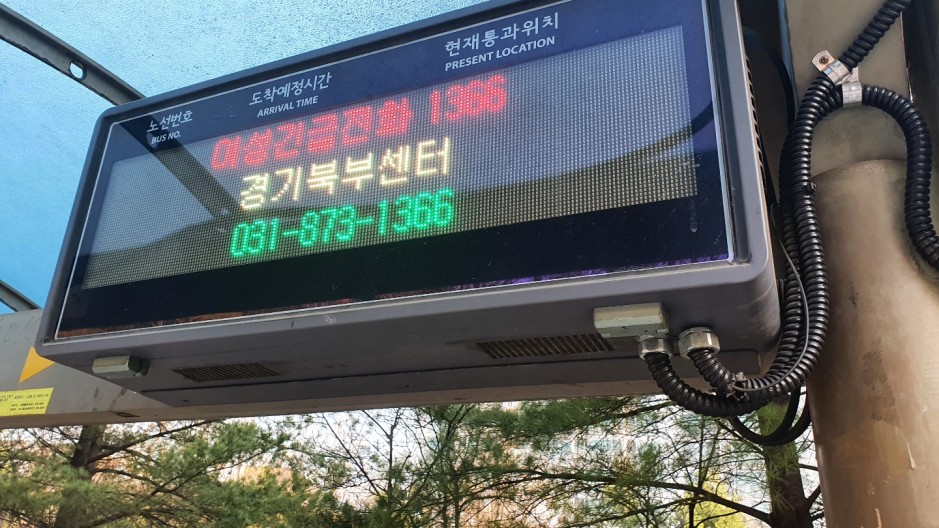 노선번호
BUS NO.
도착예정시간
ARRIVAL TIME
현재통과위치
PRESENT LOCATION
여성긴급전화 1366
경기북부센터
031-873-1366